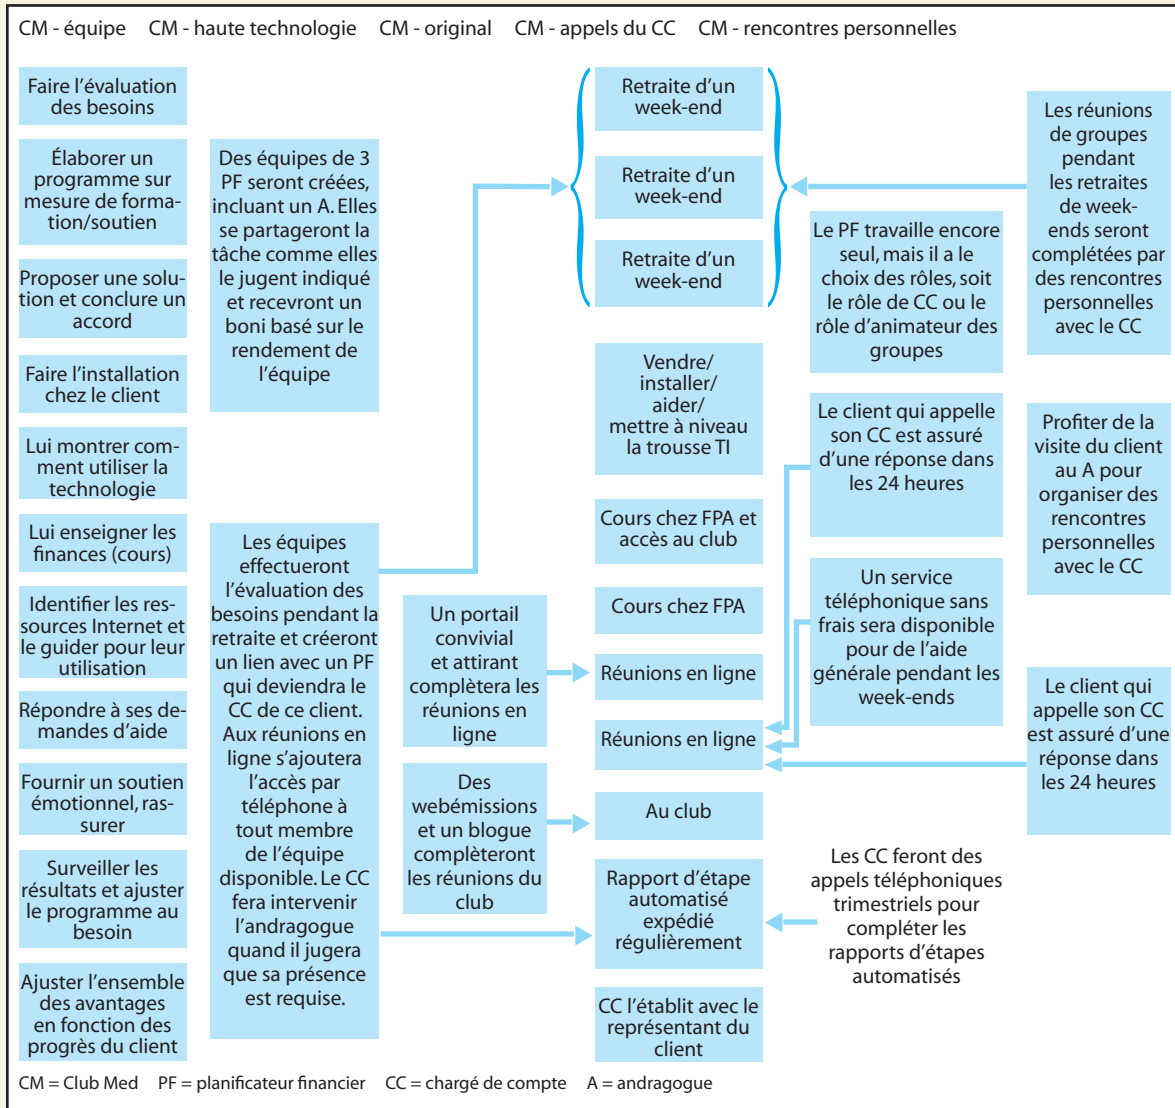 CM - équipe CM - haute technologie CM - original CM - appels du CC CM - rencontres personnelles
Faire l’évaluation
des besoins
Élaborer un
programme sur
mesure de forma-
tion/soutien
Proposer une solu-
tion et conclure un
accord
Faire l’installation
chez le client
Lui montrer com-
ment utiliser la
technologie
Lui enseigner les
finances (cours)
Identifier les res-
sources Internet et
le guider pour leur
utilisation
Répondre à ses de-
mandes d’aide
Fournir un soutien
émotionnel, ras-
surer
Surveiller les
résultats et ajuster
le programme au
besoin
Ajuster l’ensemble
des avantages
en fonction des
progrès du client
Des équipes de 3
PF seront créées,
incluant un A. Elles
se partageront la
tâche comme elles
le jugent indiqué
et recevront un
boni basé sur le
rendement de
l’équipe
Les équipes
effectueront
l’évaluation des
besoins pendant la
retraite et créeront
un lien avec un PF
qui deviendra le
CC de ce client.
Aux réunions en
ligne s’ajoutera
l’accès par
téléphone à
tout membre
de l’équipe
disponible. Le CC
fera intervenir
l’andragogue
quand il jugera
que sa présence
est requise.
Un portail
convivial
et attirant
complètera les
réunions en
ligne
Des
webémissions
et un blogue
complèteront
les réunions du
club
Retraite d’un
week-end
Retraite d’un
week-end
Retraite d’un
week-end
Vendre/
installer/
aider/
mettre à niveau
la trousse TI
Cours chez FPA et
accès au club
Cours chez FPA
Réunions en ligne
Réunions en ligne
Au club
Rapport d’étape
automatisé
expédié
régulièrement
CC l’établit avec le
représentant du
client
Le PF travaille encore
seul, mais il a le
choix des rôles, soit
le rôle de CC ou le
rôle d’animateur des
groupes
Le client qui appelle
son CC est assuré
d’une réponse dans
les 24 heures
Un service
téléphonique sans
frais sera disponible
pour de l’aide
générale pendant les
week-ends
Les CC feront des
appels téléphoniques
trimestriels pour
compléter les
rapports d’étapes
automatisés
Les réunions
de groupes
pendant
les retraites
de week-
ends seront
complétées par
des rencontres
personnelles
avec le CC
Profiter de la
visite du client
au A pour
organiser des
rencontres
personnelles
avec le CC
Le client qui
appelle son CC
est assuré d’une
réponse dans
les 24 heures
CM = Club Med PF = planificateur financier CC = chargé de compte A = andragogue